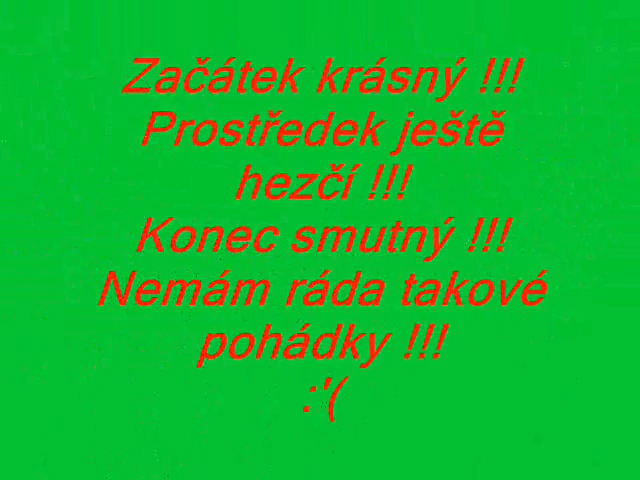 Začátek krásný !!!
Prostředek ještě
hezčí !!!
Konec smutný !!!
Nemám ráda takové
pohádky !!!
:'(